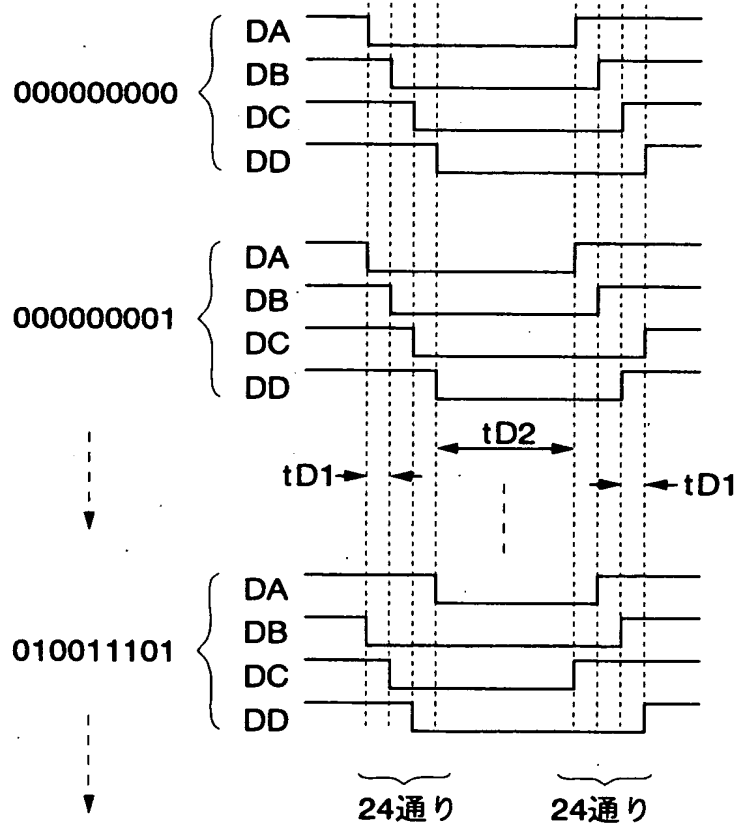 DA
DB
000000000
DC
DD
DA
DB
000000001
DC
DD
tD2
tD1
tD1
DA
DB
010011101
DC
DD
24通り 24通り